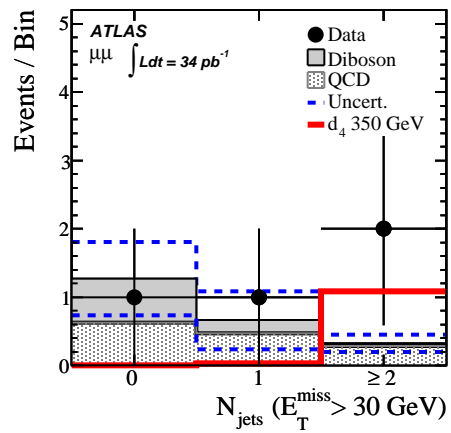 ATLAS
μμ ∫ Ldt = 34 pb⁻¹
Data
Diboson
QCD
Uncert.
d₄ 350 GeV
Events / Bin
5
4
3
2
1
0
0 1 ≥ 2
N_jets (E_T^miss > 30 GeV)